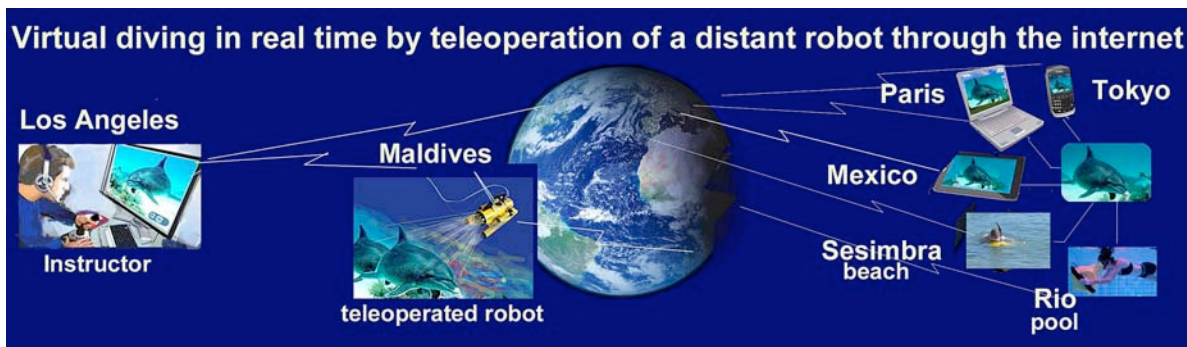 Virtual diving in real time by teleoperation of a distant robot through the internet
Los Angeles
Instructor
Maldives
teleoperated robot
Paris
Tokyo
Mexico
Sesimbra
beach
Rio
pool